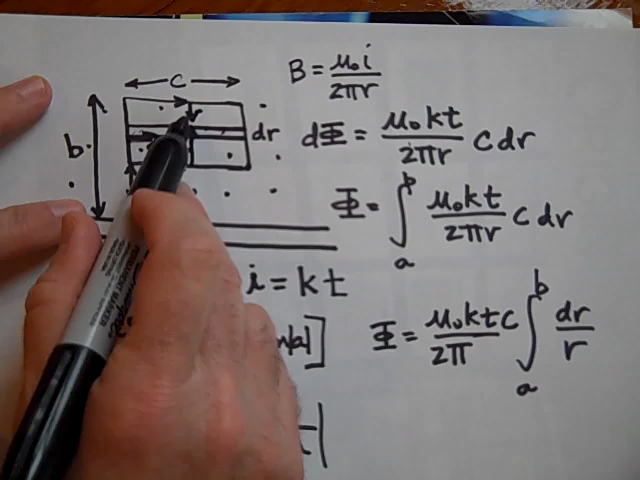 c
B = μ₀i / 2πr
r
b
dr
dΦ = μ₀kt / 2πr c dr
Φ = ∫ₐᵇ μ₀kt / 2πr c dr
i = kt
Φ = μ₀ktc / 2π ∫ₐᵇ dr / r